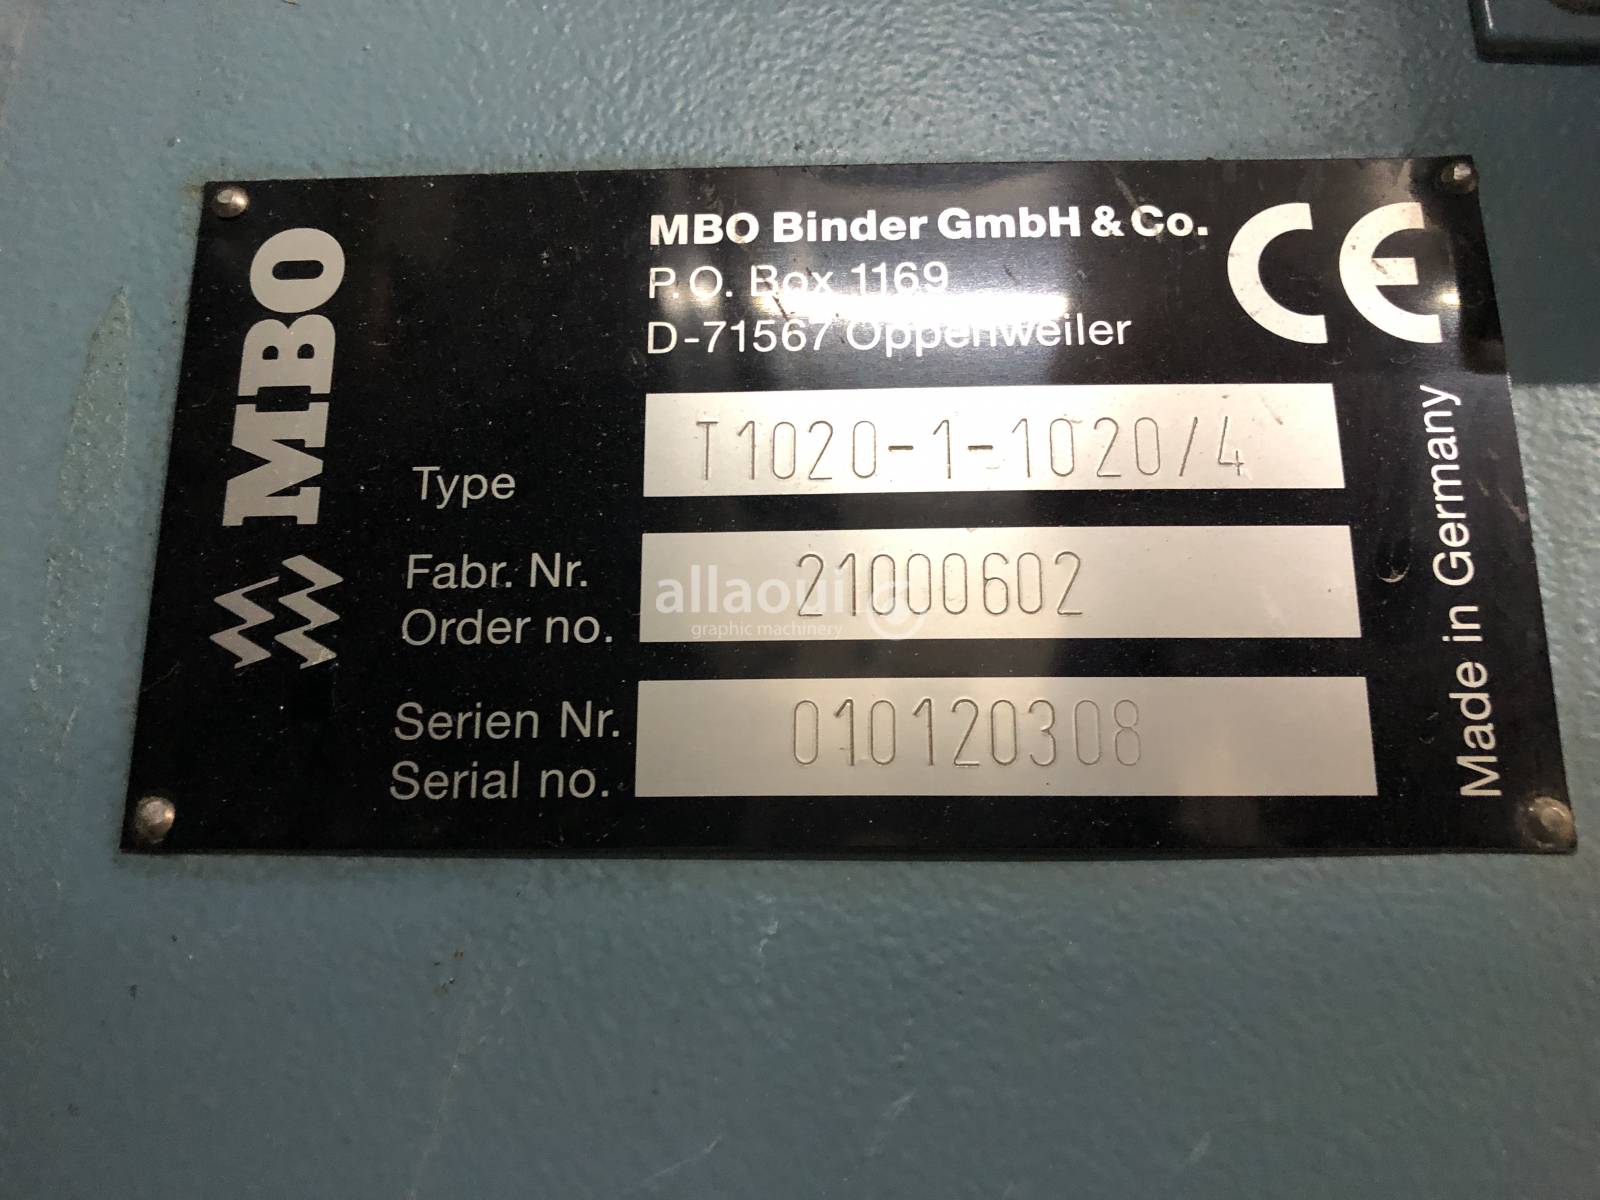 MBO
MBO Binder GmbH & Co.
P.O. Box 1169
D-71567 Oppenweiler
CE
Type
T1020-1-1020/4
Fabr. Nr.
Order no.
21000602
allaoui
graphic machinery
Serien Nr.
Serial no.
010120308
Made in Germany